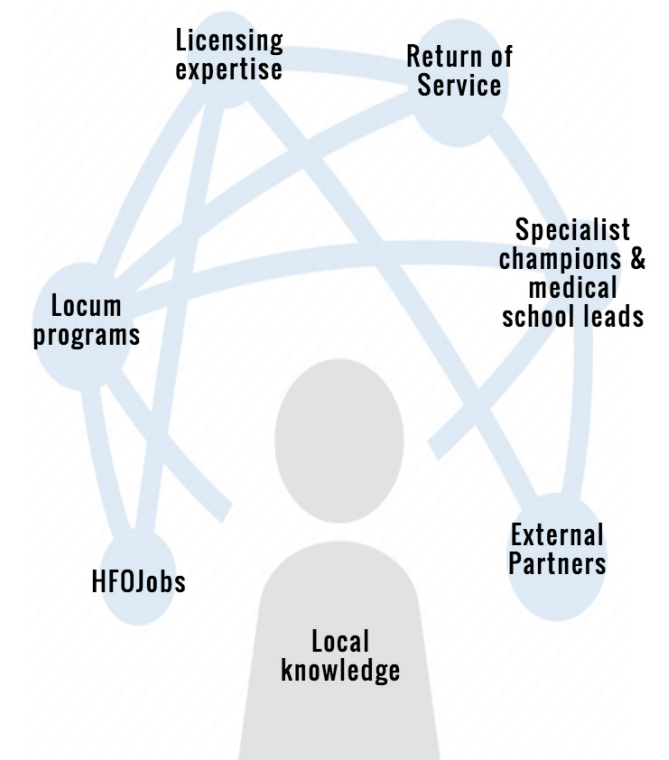 Licensing
expertise
Return of
Service
Specialist
champions &
medical
school leads
Locum
programs
External
Partners
HFOJobs
Local
knowledge